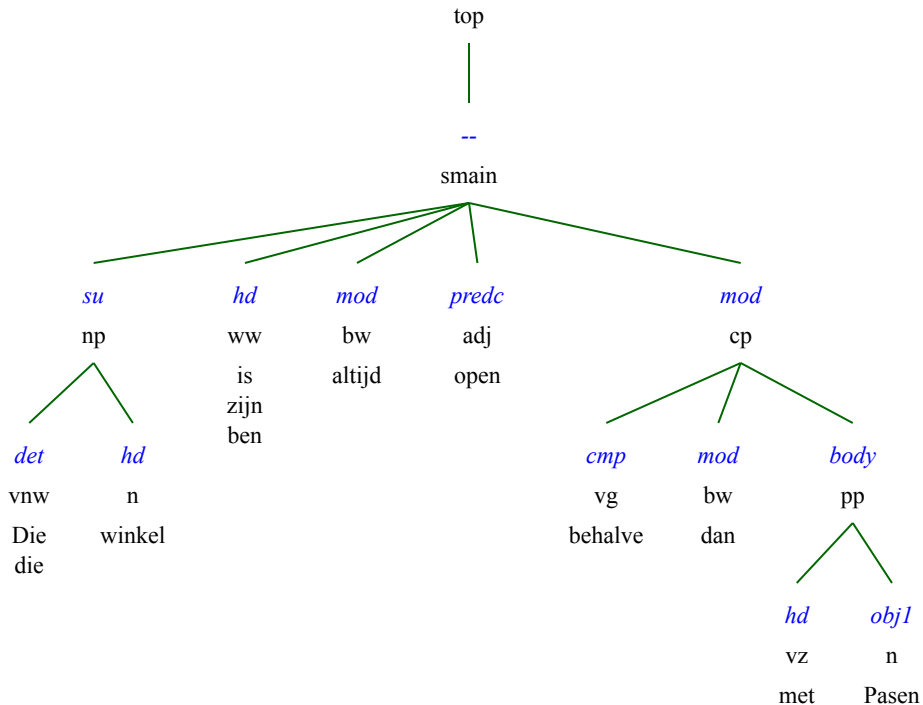 top
--
smain
su hd mod predc mod
np ww bw adj cp
is altijd open
zijn
ben
det hd cmp mod body
vnw n vg bw pp
Die winkel behalve dan
die
hd obj1
vz n
met Pasen